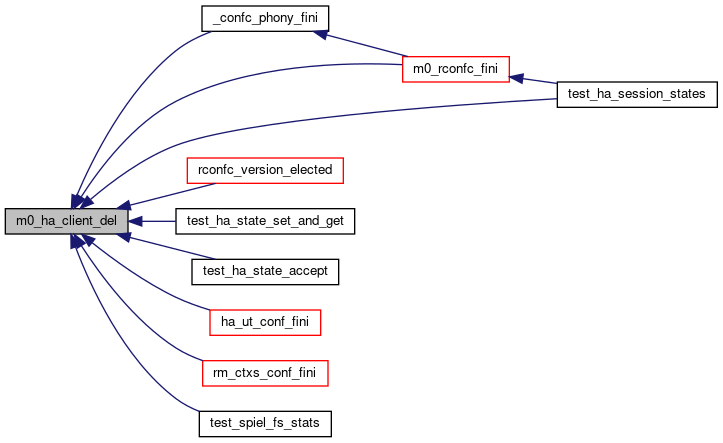 _confc_phony_fini
m0_rconfc_fini
test_ha_session_states
rconfc_version_elected
m0_ha_client_del
test_ha_state_set_and_get
test_ha_state_accept
ha_ut_conf_fini
rm_ctxs_conf_fini
test_spiel_fs_stats